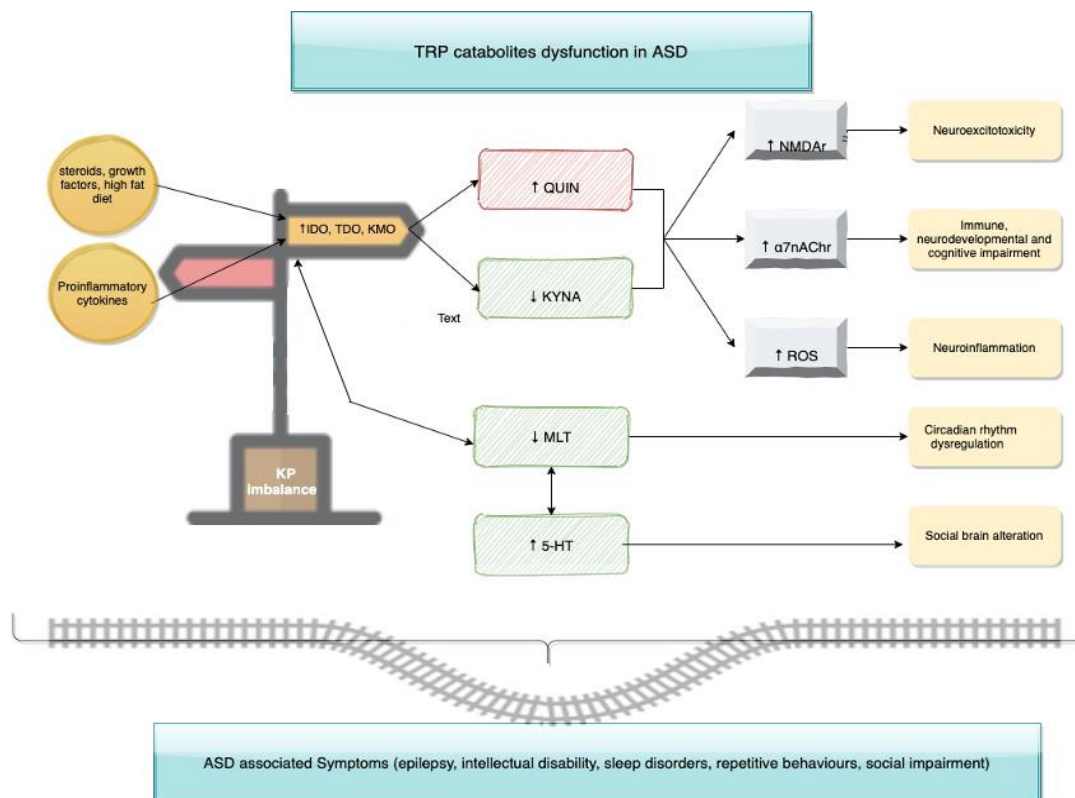 TRP catabolites dysfunction in ASD
steroids, growth
factors, high fat
diet
Proinflammatory
cytokines
↑IDO, TDO, KMO
KP
Imbalance
↑ QUIN
↓ KYNA
Text
↓ MLT
↑ 5-HT
↑ NMDAr
↑ α7nAChr
↑ ROS
Neuroexcitotoxicity
Immune,
neurodevelopmental and
cognitive impairment
Neuroinflammation
Circadian rhythm
dysregulation
Social brain alteration
ASD associated Symptoms (epilepsy, intellectual disability, sleep disorders, repetitive behaviours, social impairment)